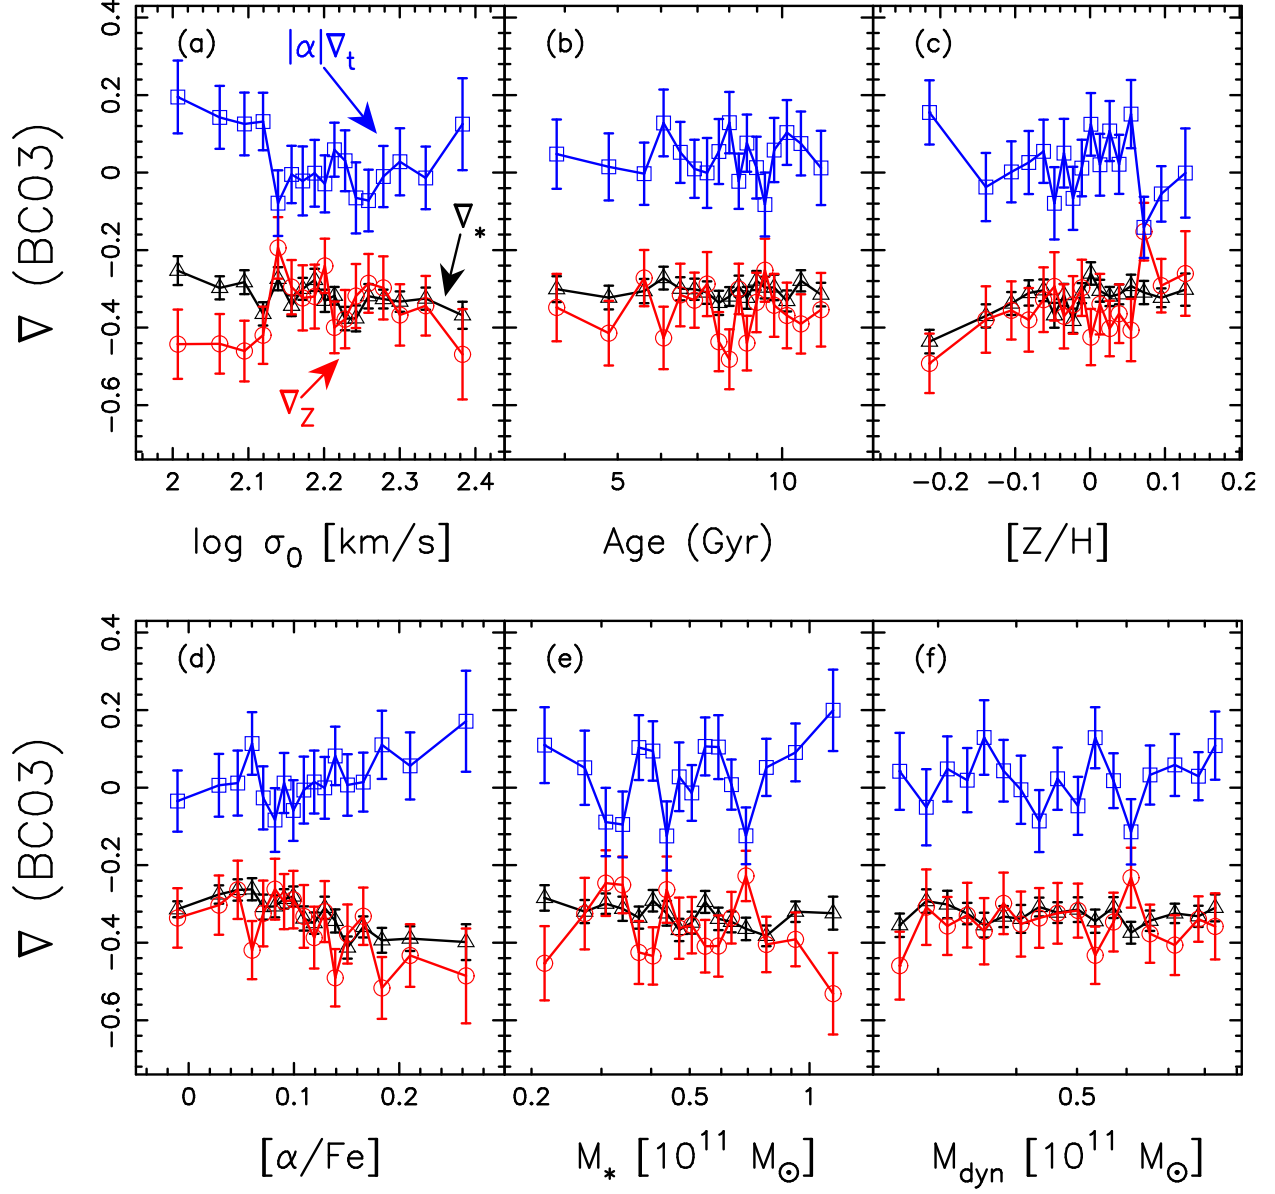 ∇ (BC03)
0.4
0.2
0
−0.2
−0.4
−0.6
(a)
|α|∇t
∇*
∇Z
(b)
(c)
2 2.1 2.2 2.3 2.4
5 10
−0.2 −0.1 0 0.1 0.2
log σ0 [km/s]
Age (Gyr)
[Z/H]
∇ (BC03)
0.4
0.2
0
−0.2
−0.4
−0.6
(d)
(e)
(f)
0 0.1 0.2
0.2 0.5 1
0.5
[α/Fe]
M* [10^11 M⊙]
Mdyn [10^11 M⊙]